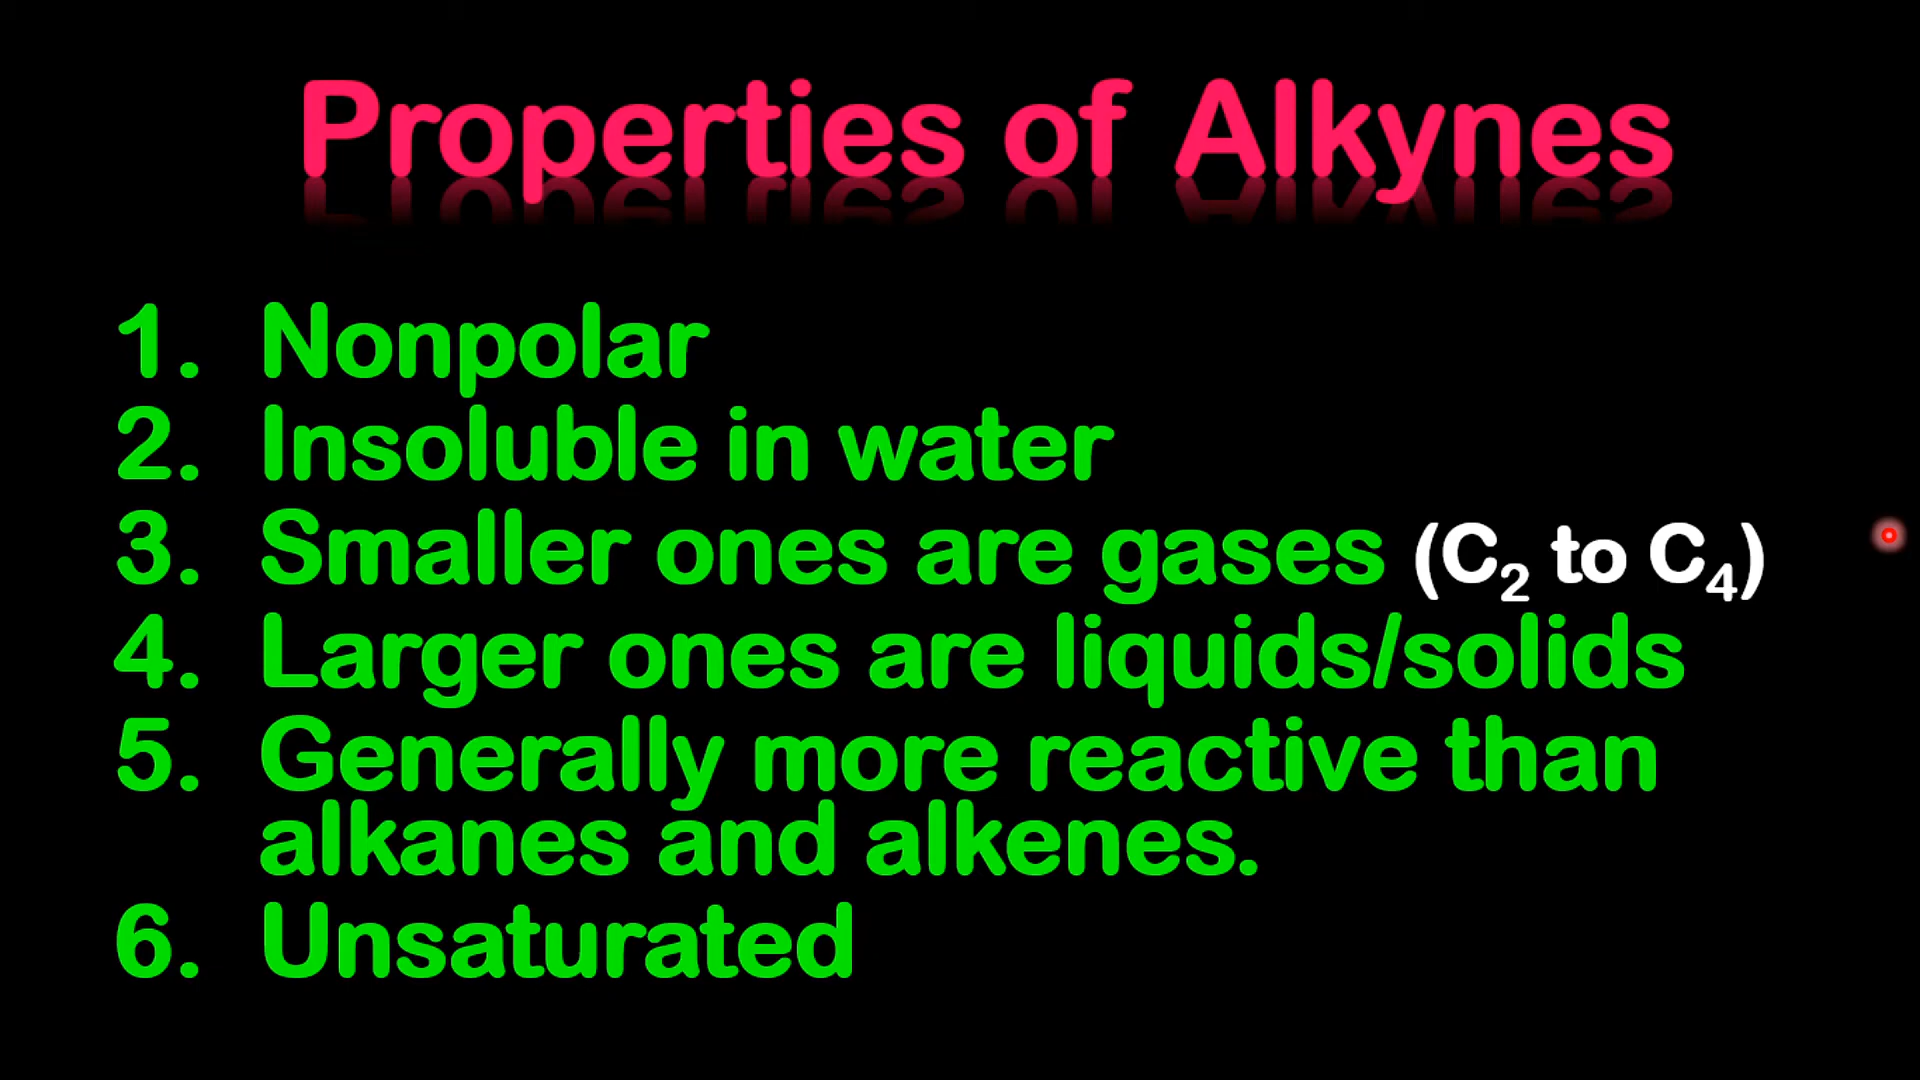 Properties of Alkynes
1. Nonpolar
2. Insoluble in water
3. Smaller ones are gases (C₂ to C₄)
4. Larger ones are liquids/solids
5. Generally more reactive than
alkanes and alkenes.
6. Unsaturated